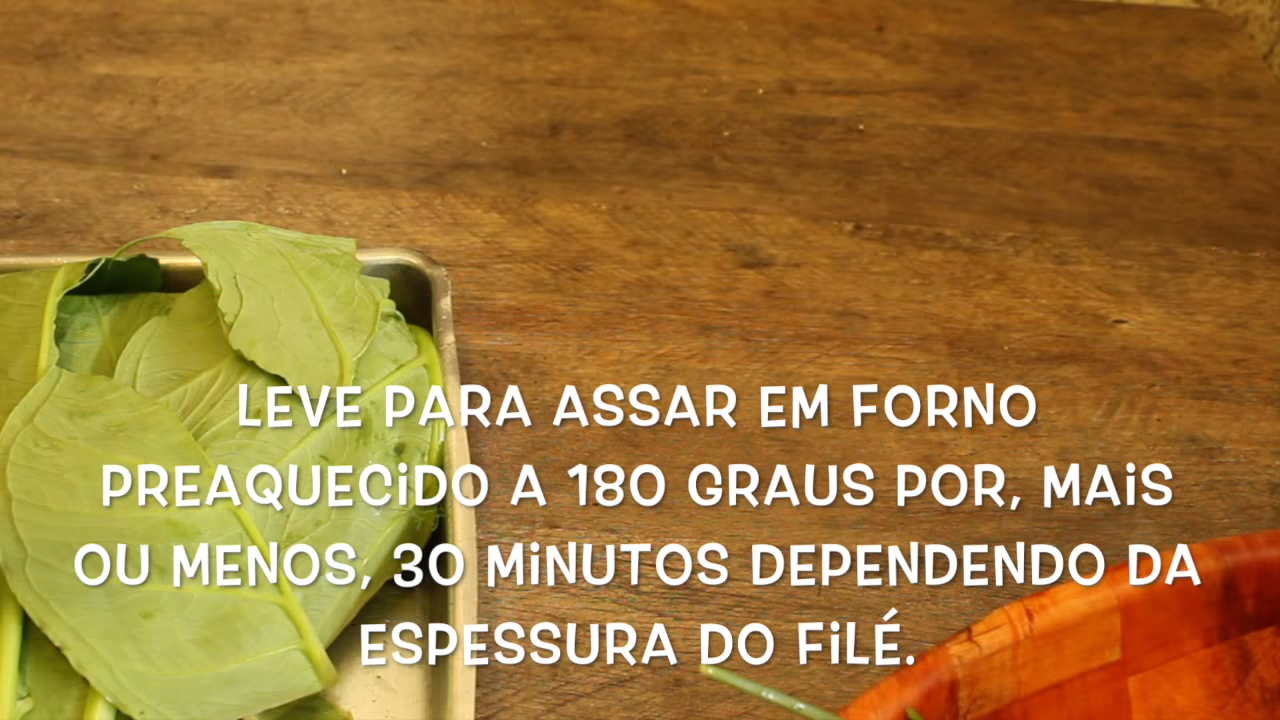 LEVE PARA ASSAR EM FORNO
PREAQUECIDO A 180 GRAUS POR, MAIS
OU MENOS, 30 MINUTOS DEPENDENDO DA
ESPESSURA DO FILÉ.